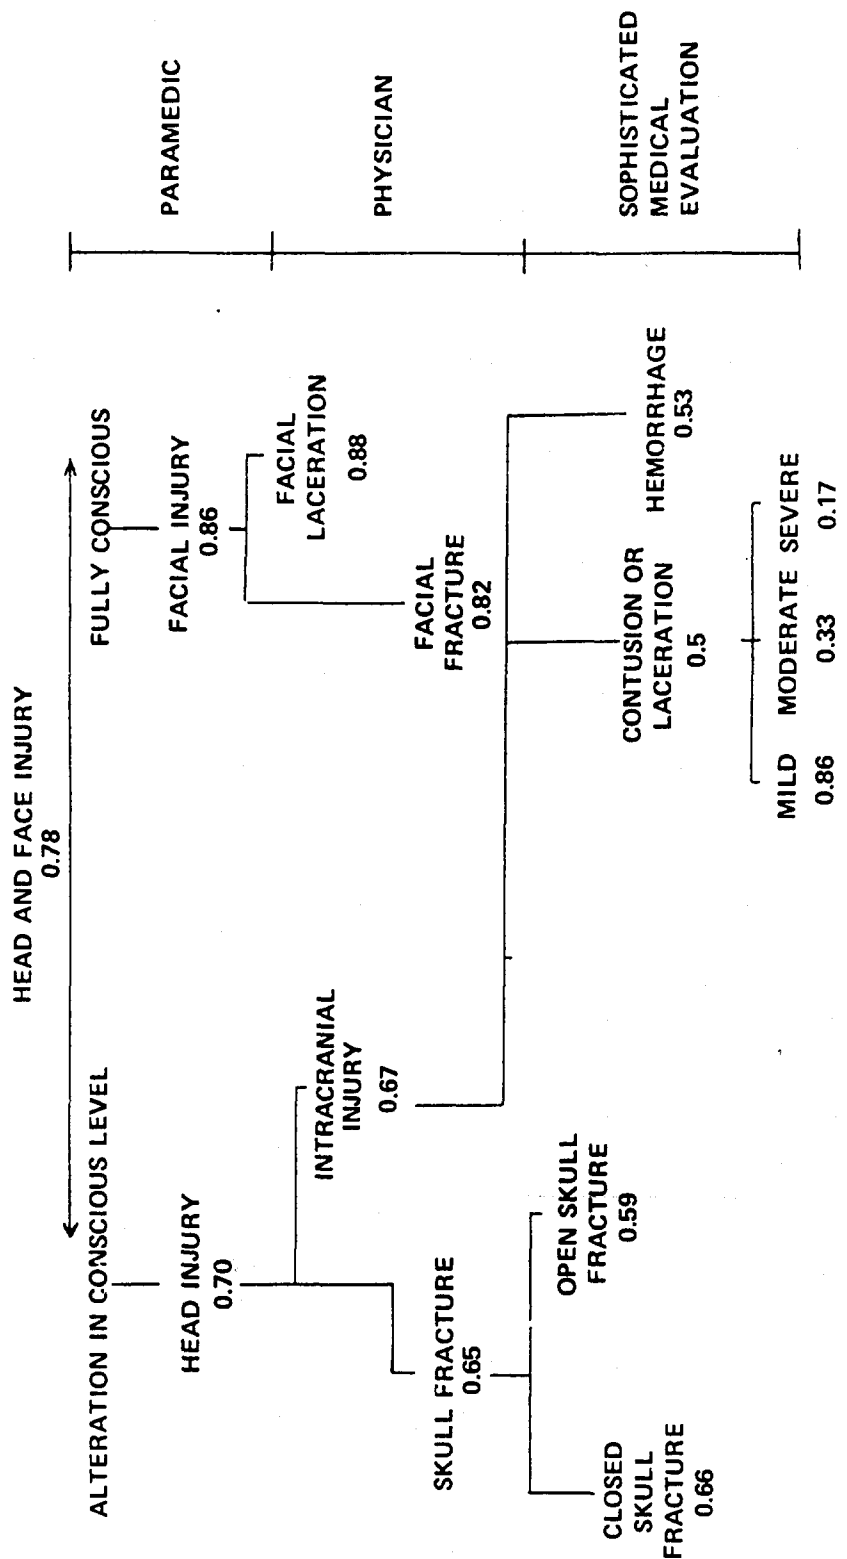 HEAD AND FACE INJURY
0.78
ALTERATION IN CONSCIOUS LEVEL
FULLY CONSCIOUS
HEAD INJURY
0.70
FACIAL INJURY
0.86
PARAMEDIC
INTRACRANIAL
INJURY
0.67
FACIAL
LACERATION
0.88
SKULL FRACTURE
0.65
FACIAL
FRACTURE
0.82
PHYSICIAN
CLOSED
SKULL
FRACTURE
0.66
OPEN SKULL
FRACTURE
0.59
CONTUSION OR
LACERATION
0.5
HEMORRHAGE
0.53
SOPHISTICATED
MEDICAL
EVALUATION
MILD MODERATE SEVERE
0.86 0.33 0.17